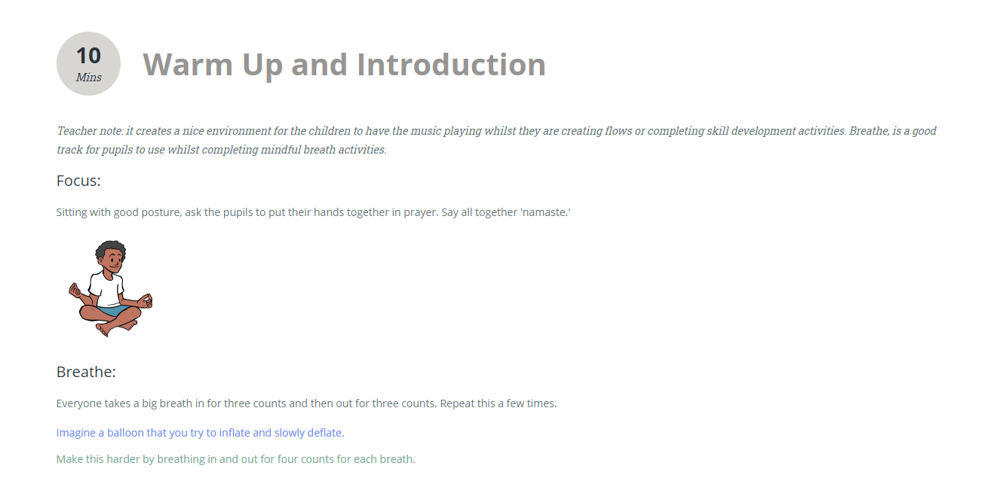 10
Mins
Warm Up and Introduction
Teacher note: it creates a nice environment for the children to have the music playing whilst they are creating flows or completing skill development activities. Breathe, is a good
track for pupils to use whilst completing mindful breath activities.
Focus:
Sitting with good posture, ask the pupils to put their hands together in prayer. Say all together 'namaste.'
Breathe:
Everyone takes a big breath in for three counts and then out for three counts. Repeat this a few times.
Imagine a balloon that you try to inflate and slowly deflate.
Make this harder by breathing in and out for four counts for each breath.